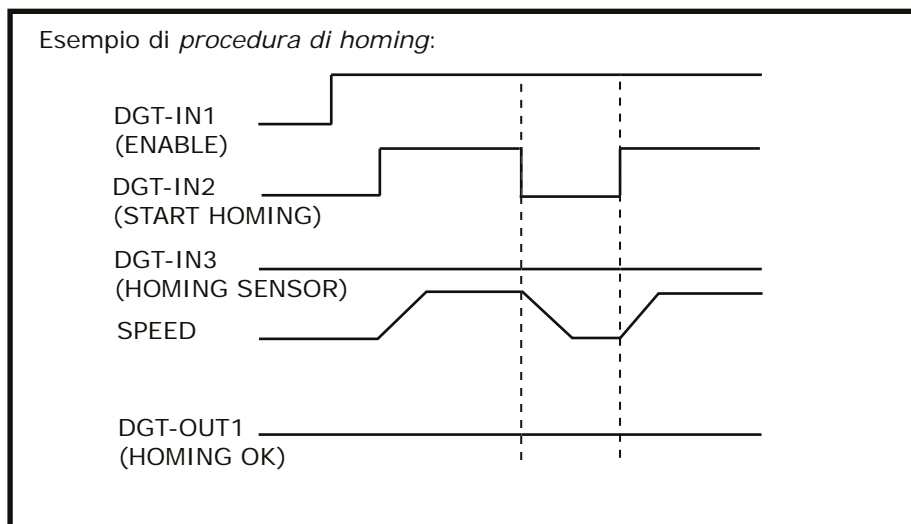 Esempio di procedura di homing:
DGT-IN1
(ENABLE)
DGT-IN2
(START HOMING)
DGT-IN3
(HOMING SENSOR)
SPEED
DGT-OUT1
(HOMING OK)